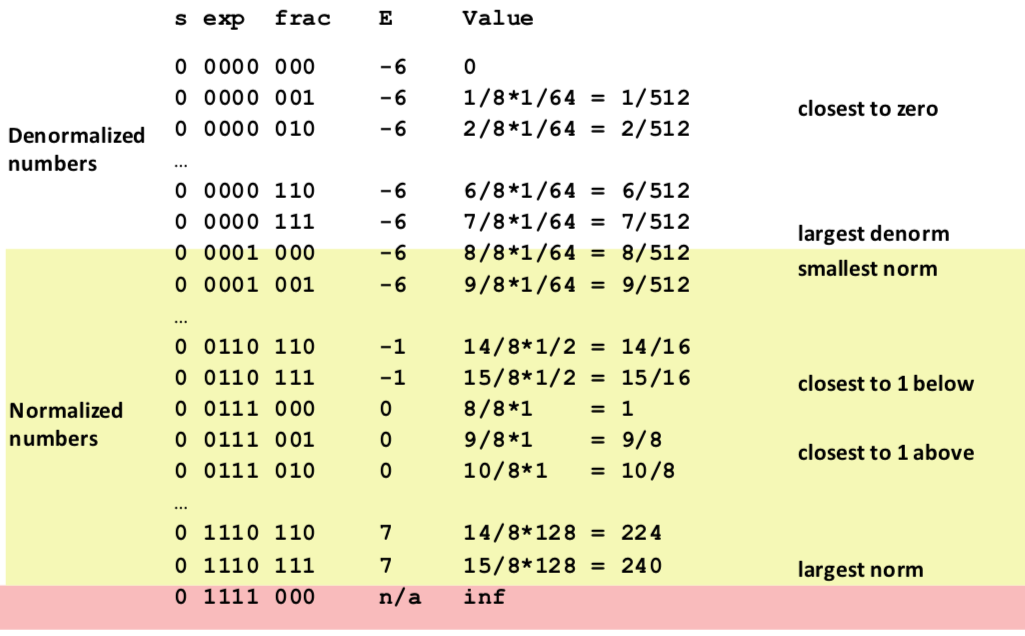 s exp frac E Value
0 0000 000 -6 0
0 0000 001 -6 1/8*1/64 = 1/512
closest to zero
0 0000 010 -6 2/8*1/64 = 2/512
Denormalized
numbers
...
0 0000 110 -6 6/8*1/64 = 6/512
0 0000 111 -6 7/8*1/64 = 7/512
largest denorm
0 0001 000 -6 8/8*1/64 = 8/512
smallest norm
0 0001 001 -6 9/8*1/64 = 9/512
...
0 0110 110 -1 14/8*1/2 = 14/16
0 0110 111 -1 15/8*1/2 = 15/16
closest to 1 below
0 0111 000 0 8/8*1 = 1
Normalized
numbers
0 0111 001 0 9/8*1 = 9/8
closest to 1 above
0 0111 010 0 10/8*1 = 10/8
...
0 1110 110 7 14/8*128 = 224
0 1110 111 7 15/8*128 = 240
largest norm
0 1111 000 n/a inf